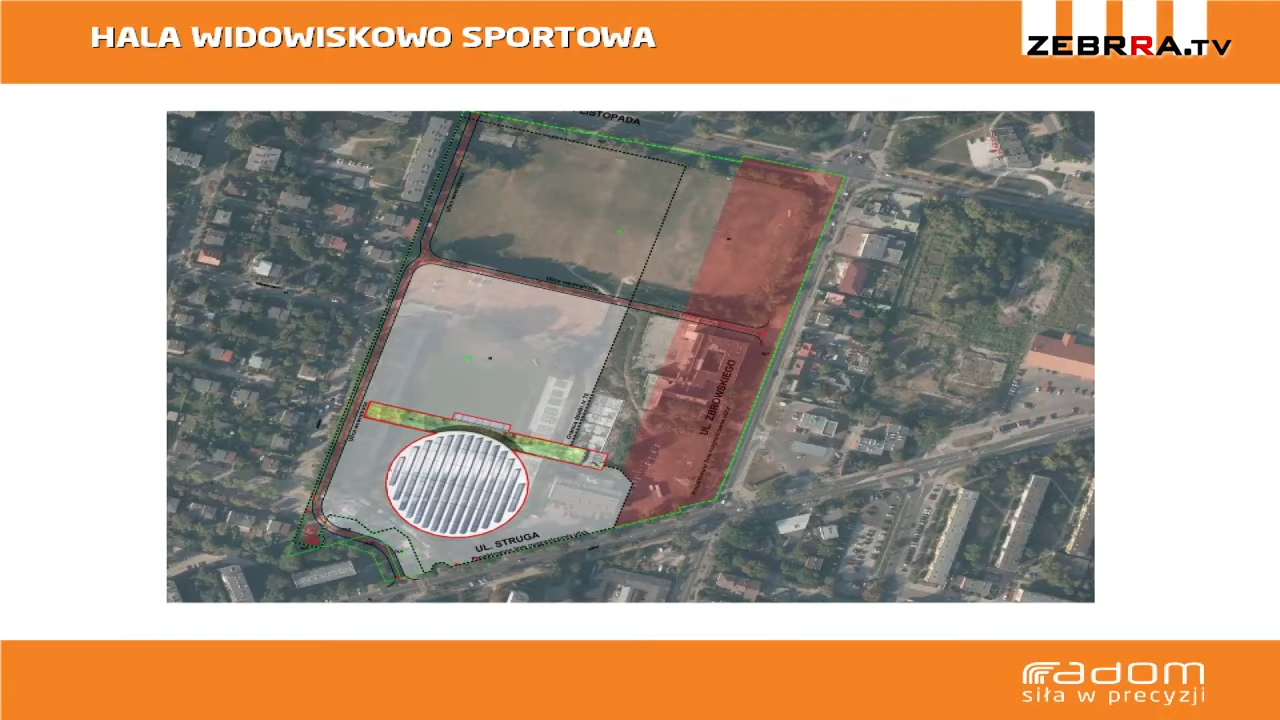 HALA WIDOWISKOWO SPORTOWA
ZEBRRA.TV
LISTOPADA
UL. ZBROWSKIEGO
UL. STRUGA
radom
siła w precyzji